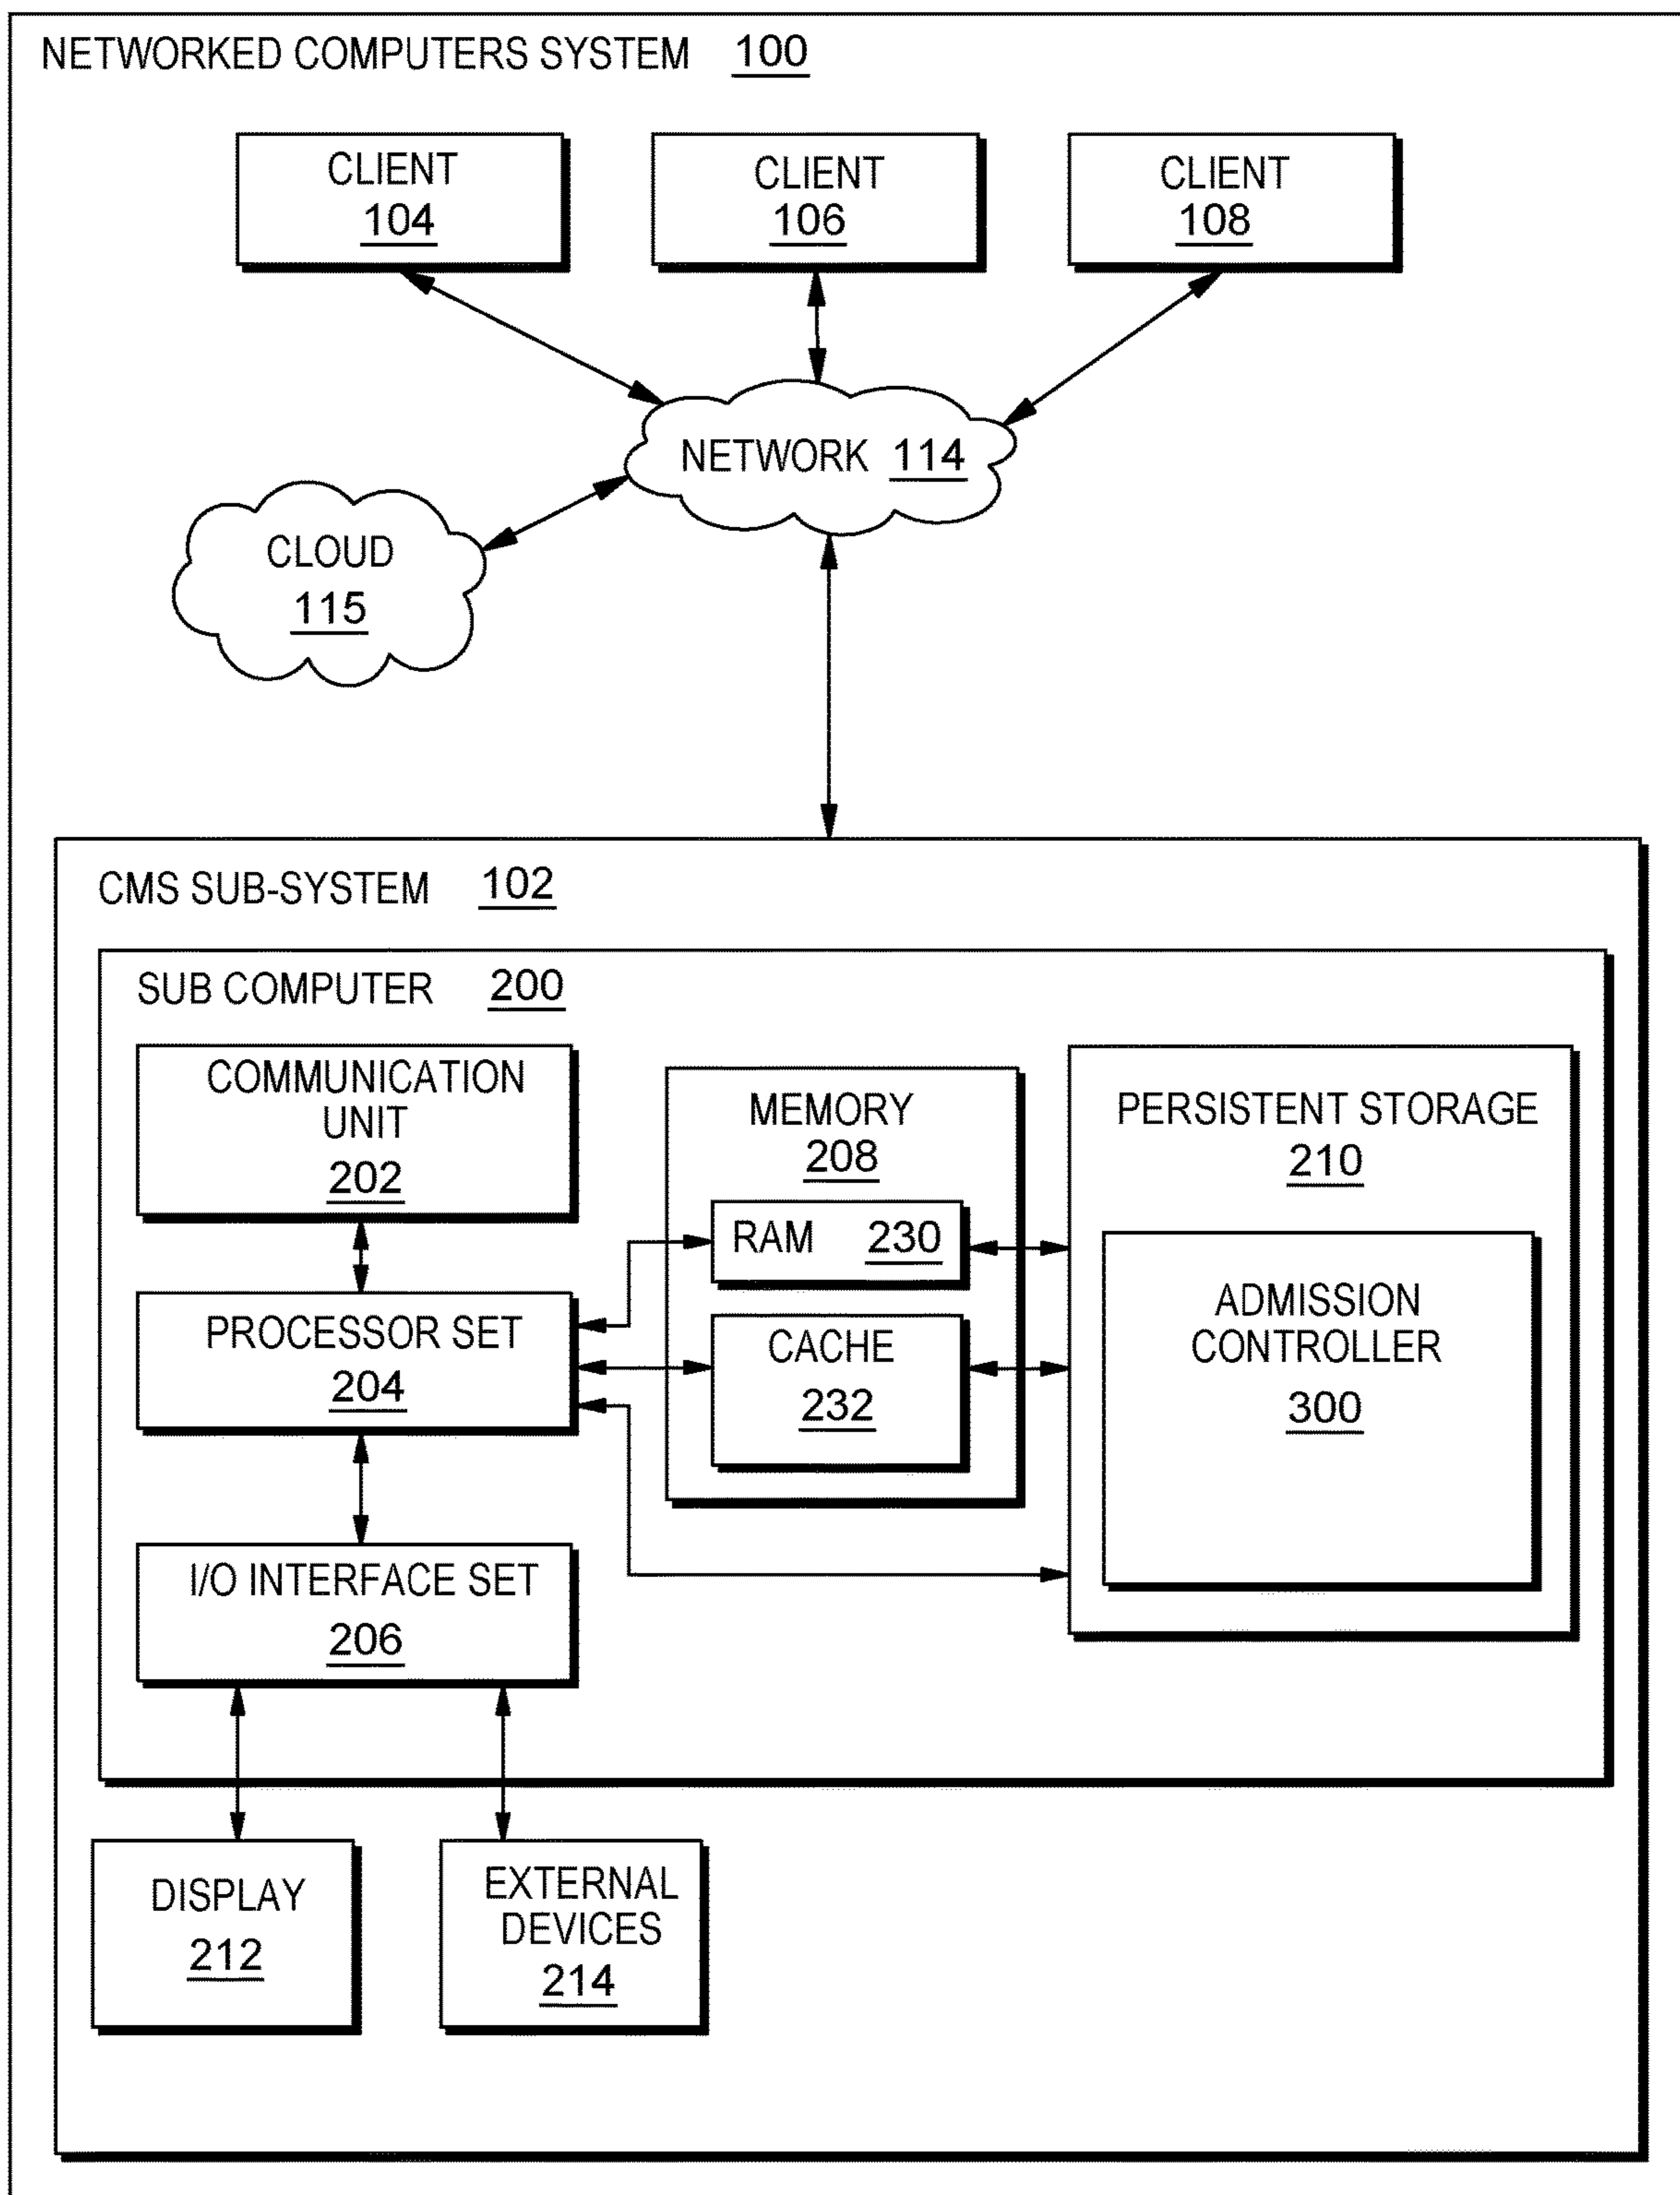 NETWORKED COMPUTERS SYSTEM 100
CLIENT
104
CLIENT
106
CLIENT
108
NETWORK 114
CLOUD
115
CMS SUB-SYSTEM 102
SUB COMPUTER 200
COMMUNICATION
UNIT
202
PROCESSOR SET
204
I/O INTERFACE SET
206
MEMORY
208
RAM 230
CACHE
232
PERSISTENT STORAGE
210
ADMISSION
CONTROLLER
300
DISPLAY
212
EXTERNAL
DEVICES
214